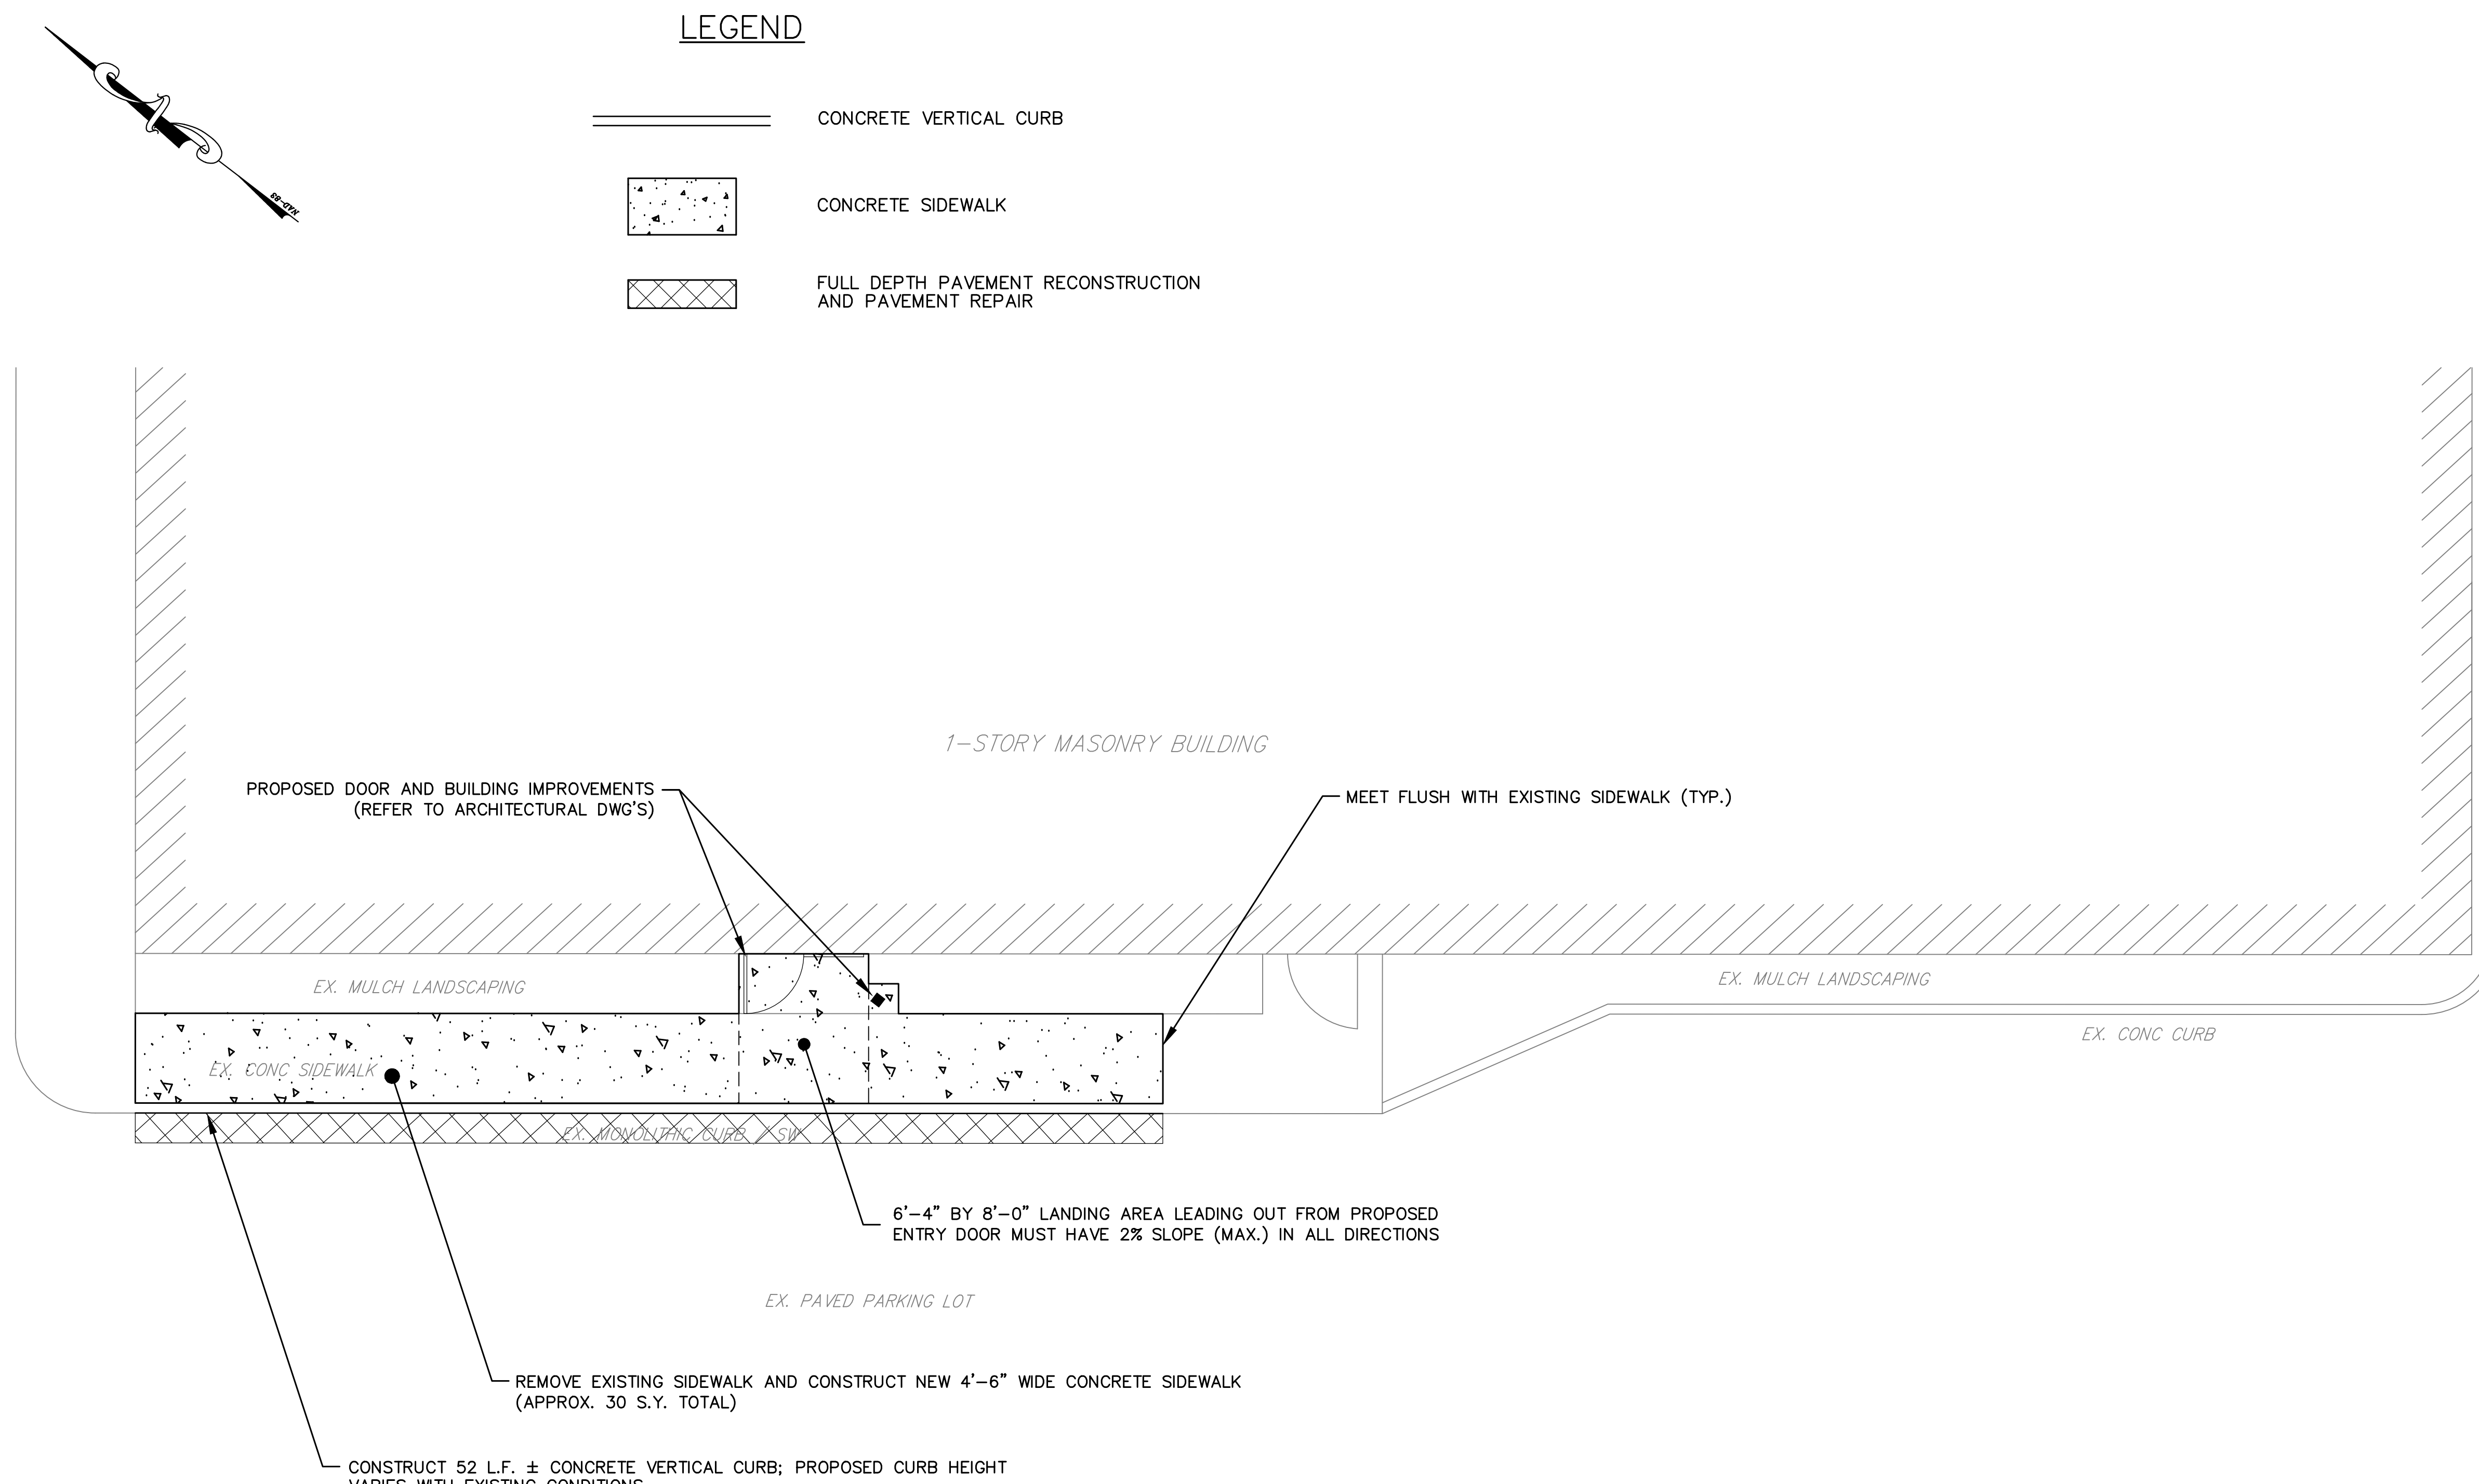 LEGEND
NAD-83
CONCRETE VERTICAL CURB
CONCRETE SIDEWALK
FULL DEPTH PAVEMENT RECONSTRUCTION
AND PAVEMENT REPAIR
1-STORY MASONRY BUILDING
PROPOSED DOOR AND BUILDING IMPROVEMENTS
(REFER TO ARCHITECTURAL DWG'S)
MEET FLUSH WITH EXISTING SIDEWALK (TYP.)
EX. MULCH LANDSCAPING
EX. MULCH LANDSCAPING
EX. CONC CURB
EX. CONC SIDEWALK
EX. MONOLITHIC CURB / SW
6'-4" BY 8'-0" LANDING AREA LEADING OUT FROM PROPOSED
ENTRY DOOR MUST HAVE 2% SLOPE (MAX.) IN ALL DIRECTIONS
EX. PAVED PARKING LOT
REMOVE EXISTING SIDEWALK AND CONSTRUCT NEW 4'-6" WIDE CONCRETE SIDEWALK
(APPROX. 30 S.Y. TOTAL)
CONSTRUCT 52 L.F. ± CONCRETE VERTICAL CURB; PROPOSED CURB HEIGHT
VARIES WITH EXISTING CONDITIONS